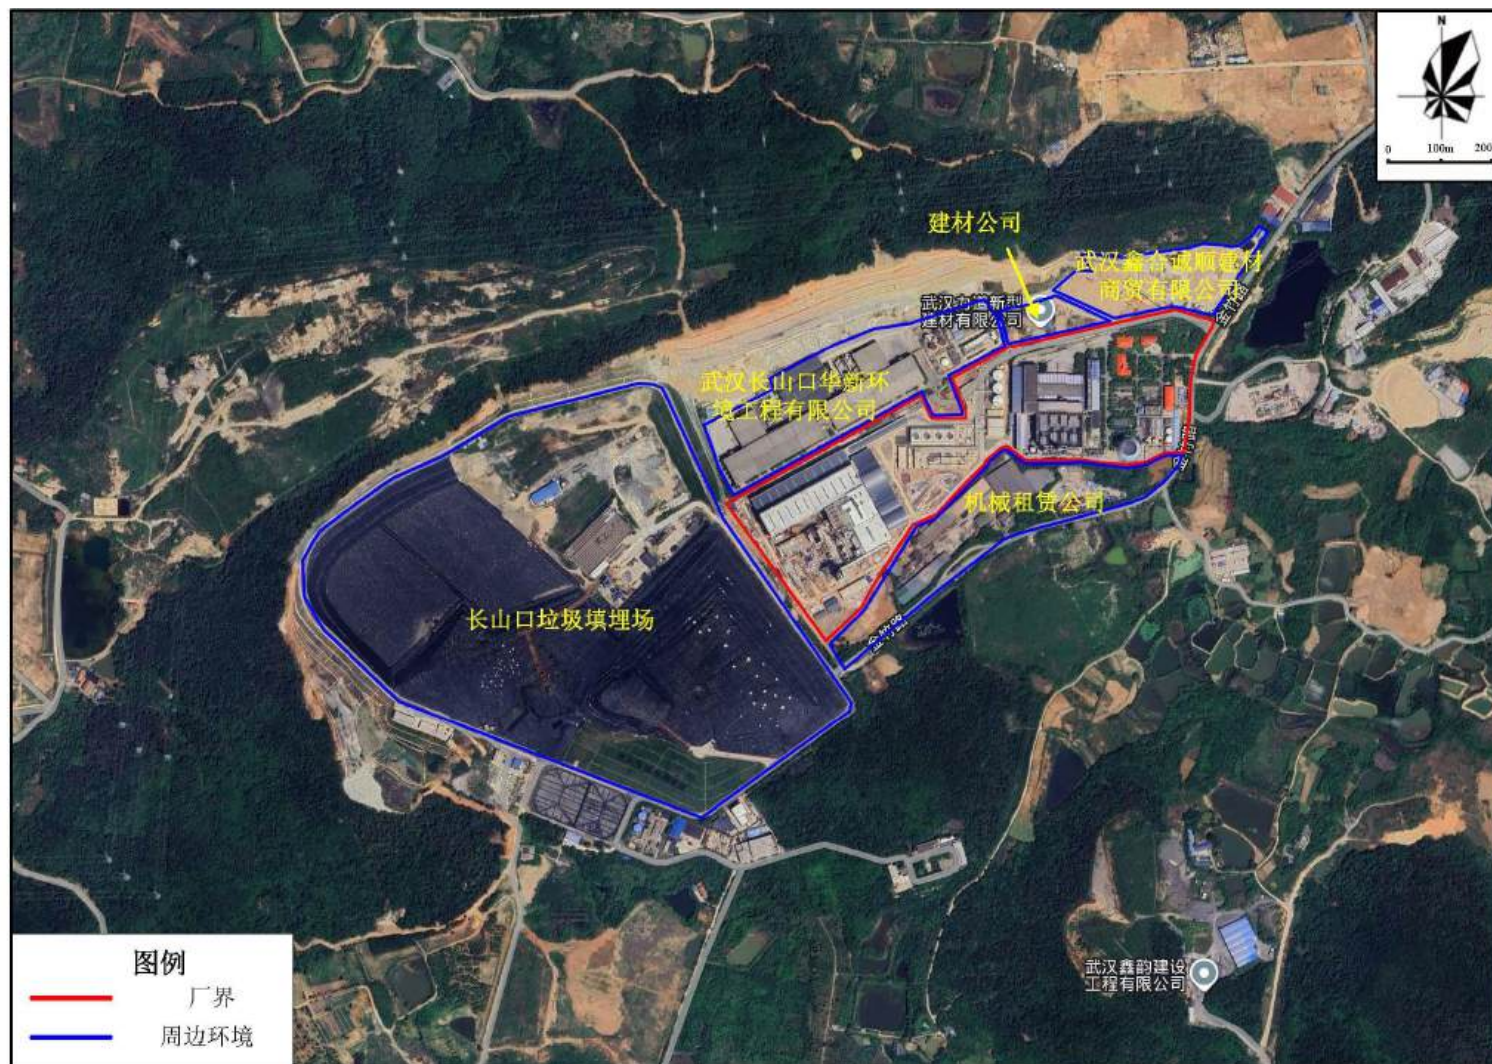 N
0 100m 200
建材公司
武汉鑫合诚顺建材
商贸有限公司
建材有限公司
武汉长山口华新环
境工程有限公司
机械租赁公司
长山口垃圾填埋场
武汉鑫韵建设
工程有限公司
图例
厂界
周边环境